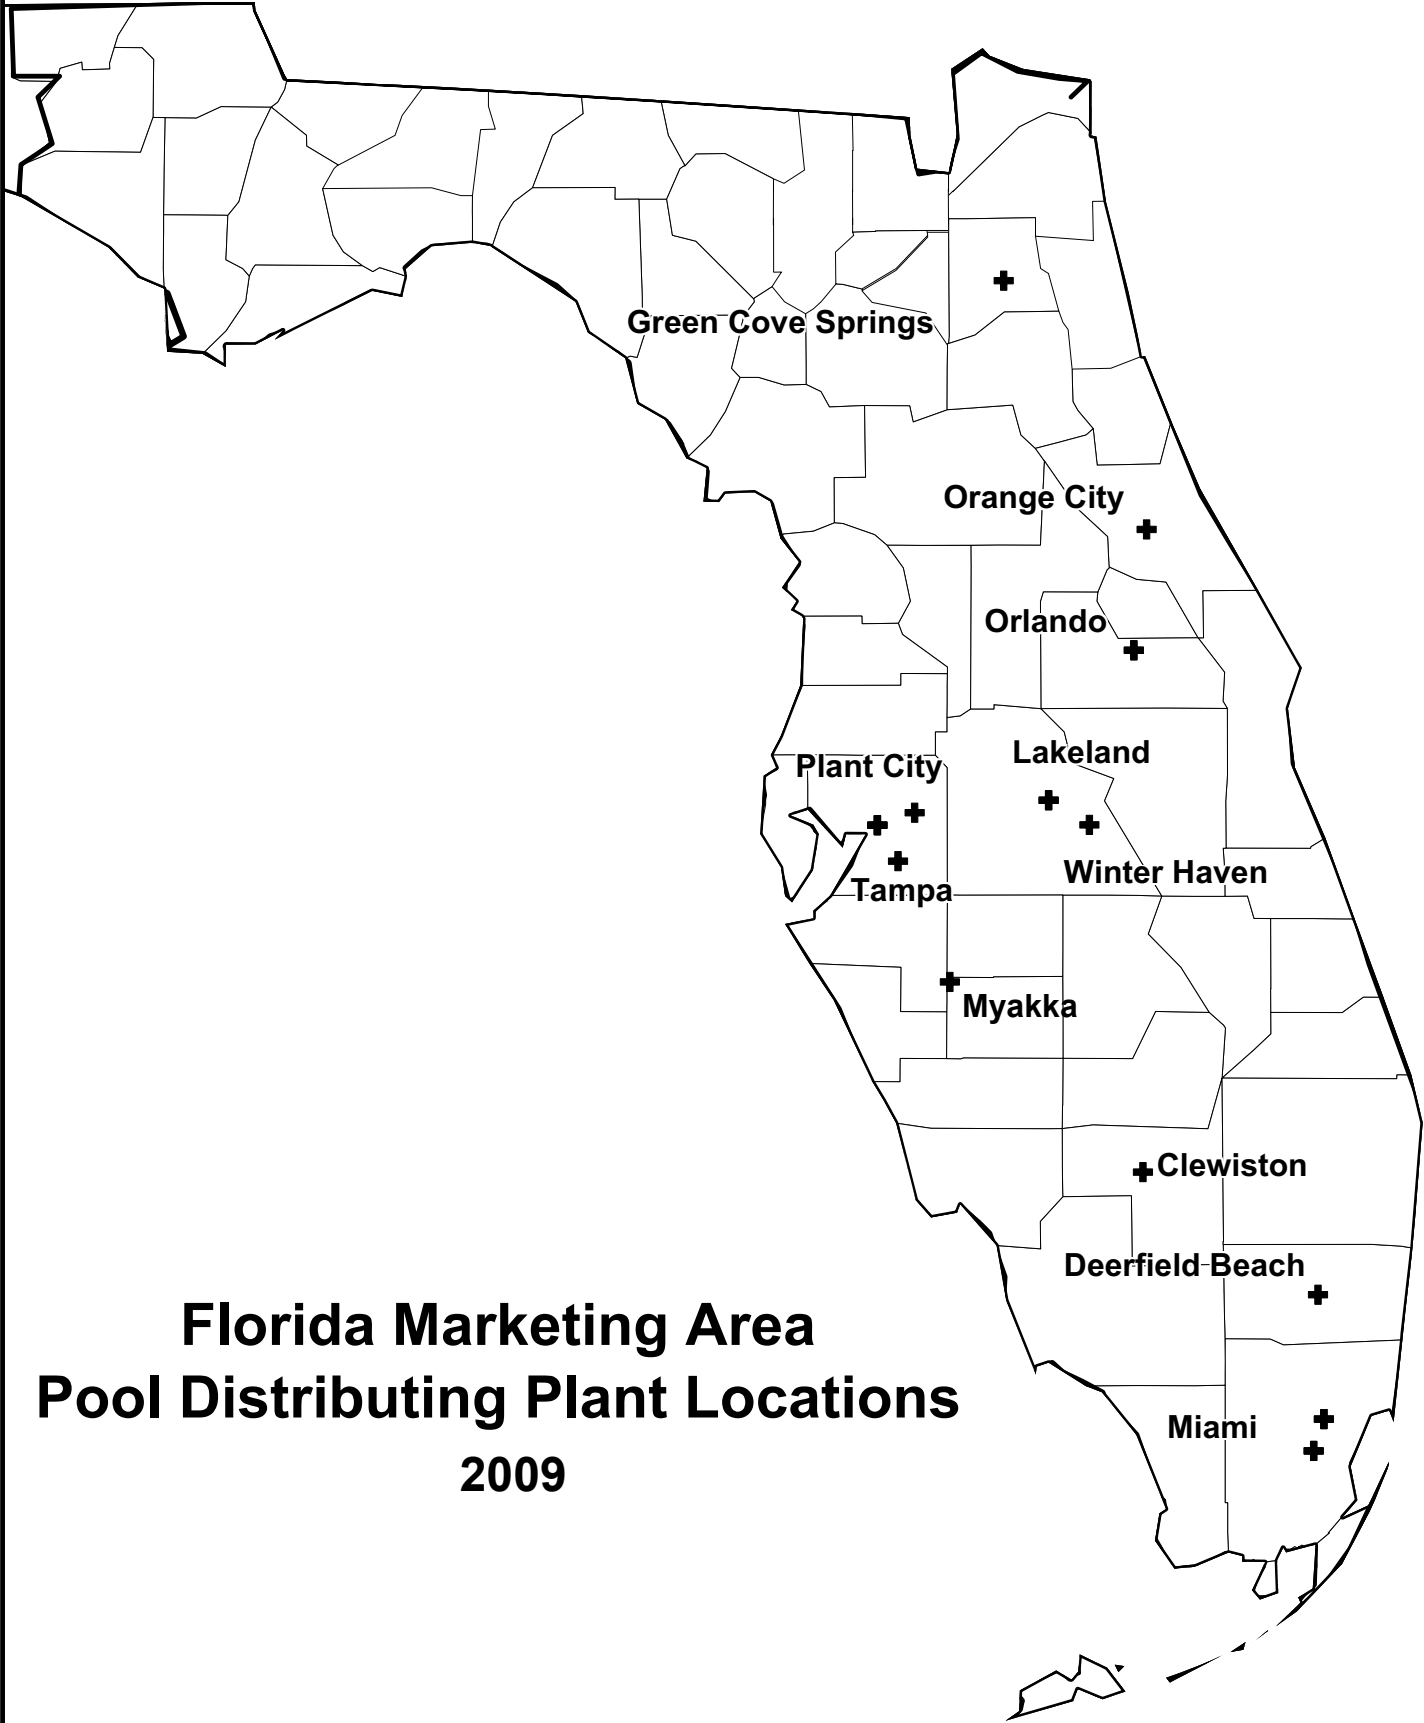 Green Cove Springs
Orange City
Orlando
Lakeland
Plant City
Winter Haven
Tampa
Myakka
Clewiston
Deerfield Beach
Florida Marketing Area
Pool Distributing Plant Locations
2009
Miami